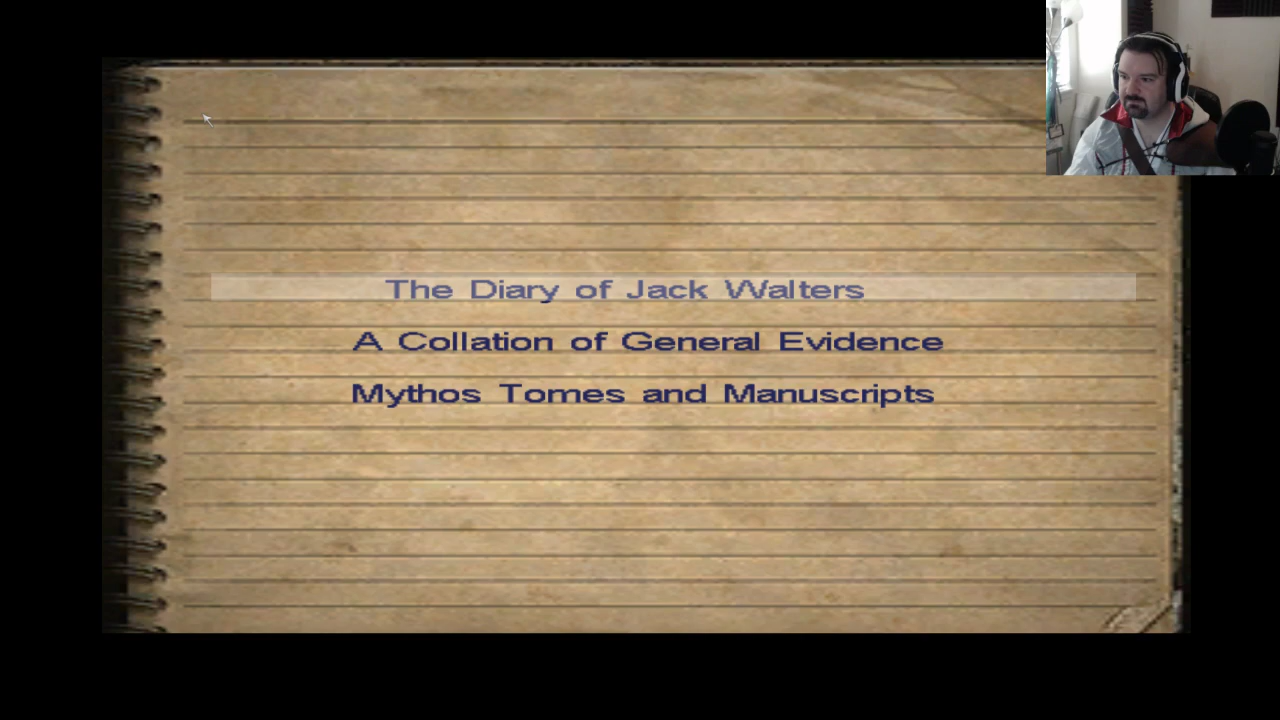 The Diary of Jack Walters
A Collation of General Evidence
Mythos Tomes and Manuscripts